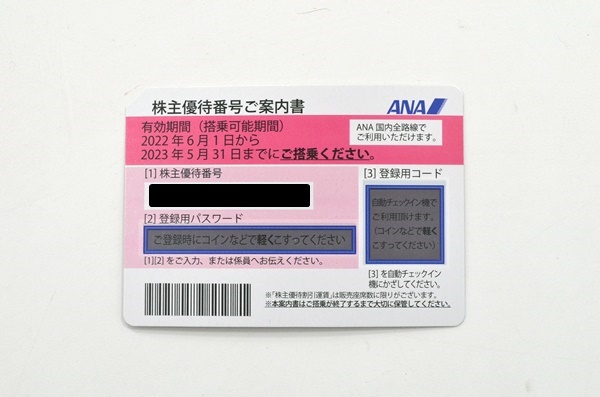 株主優待番号ご案内書
ANA
有効期間（搭乗可能期間）
2022年6月1日から
2023年5月31日までにご搭乗ください。
ANA国内全路線で
ご利用いただけます。
[1] 株主優待番号
[2] 登録用パスワード
ご登録時にコインなどで軽くこすってください
[1][2]をご入力、または係員へお伝えください。
[3] 登録用コード
自動チェックイン機で
ご利用頂けます。
(コインなどで軽く
こすってください)
[3]を自動チェックイン
機にかざしてください。
※「株主優待割引運賃」は販売座席数に限りがございます。
※本案内書はご搭乗が終了するまで大切に保管してください。